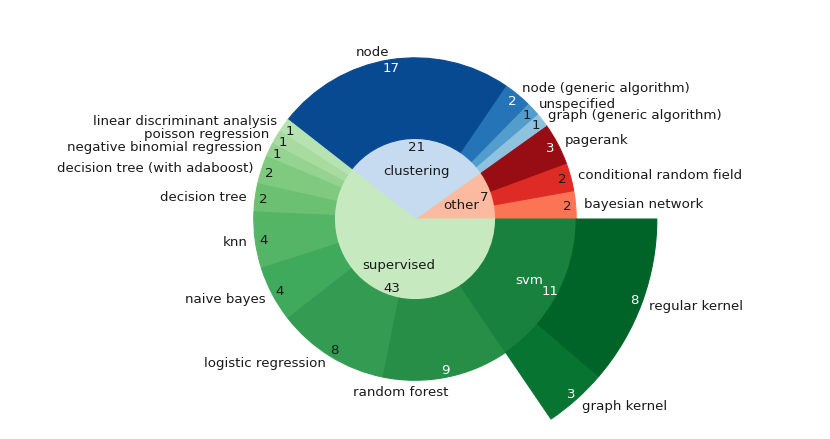 node
17
node (generic algorithm)
2
unspecified
1
graph (generic algorithm)
1
linear discriminant analysis
1
poisson regression
1
negative binomial regression
1
decision tree (with adaboost)
2
decision tree
2
knn
4
naive bayes
4
logistic regression
8
random forest
9
21
clustering
other
7
supervised
43
pagerank
3
conditional random field
2
bayesian network
2
svm
11
8
regular kernel
3
graph kernel